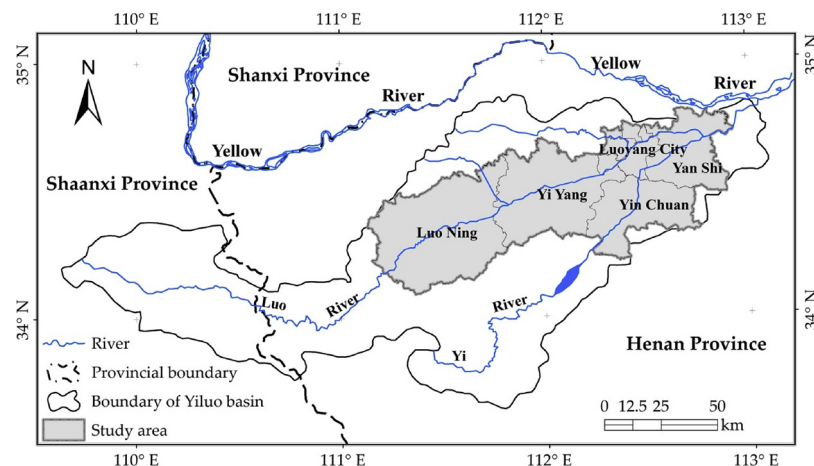 110° E
111° E
112° E
113° E
35° N
35° N
N
Shanxi Province
Yellow
River
River
Yellow
Shaanxi Province
Luoyang City
Yan Shi
Yi Yang
Yin Chuan
Luo Ning
Luo
River
River
Yi
34° N
34° N
Henan Province
River
Provincial boundary
Boundary of Yiluo basin
Study area
0 12.5 25 50
km
110° E
111° E
112° E
113° E